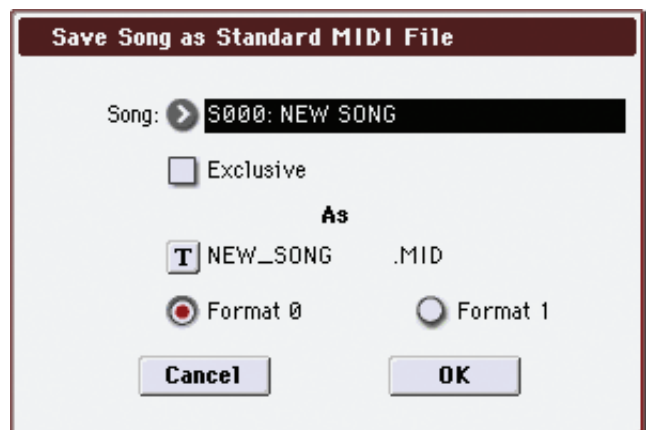 Save Song as Standard MIDI File
Song: S000: NEW SONG
Exclusive
As
T NEW_SONG .MID
Format 0 Format 1
Cancel OK